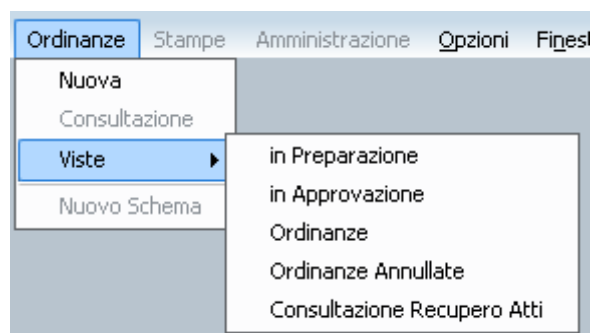 Ordinanze Stampe Amministrazione Opzioni
Nuova
Consultazione
Viste
Nuovo Schema
in Preparazione
in Approvazione
Ordinanze
Ordinanze Annullate
Consultazione Recupero Atti